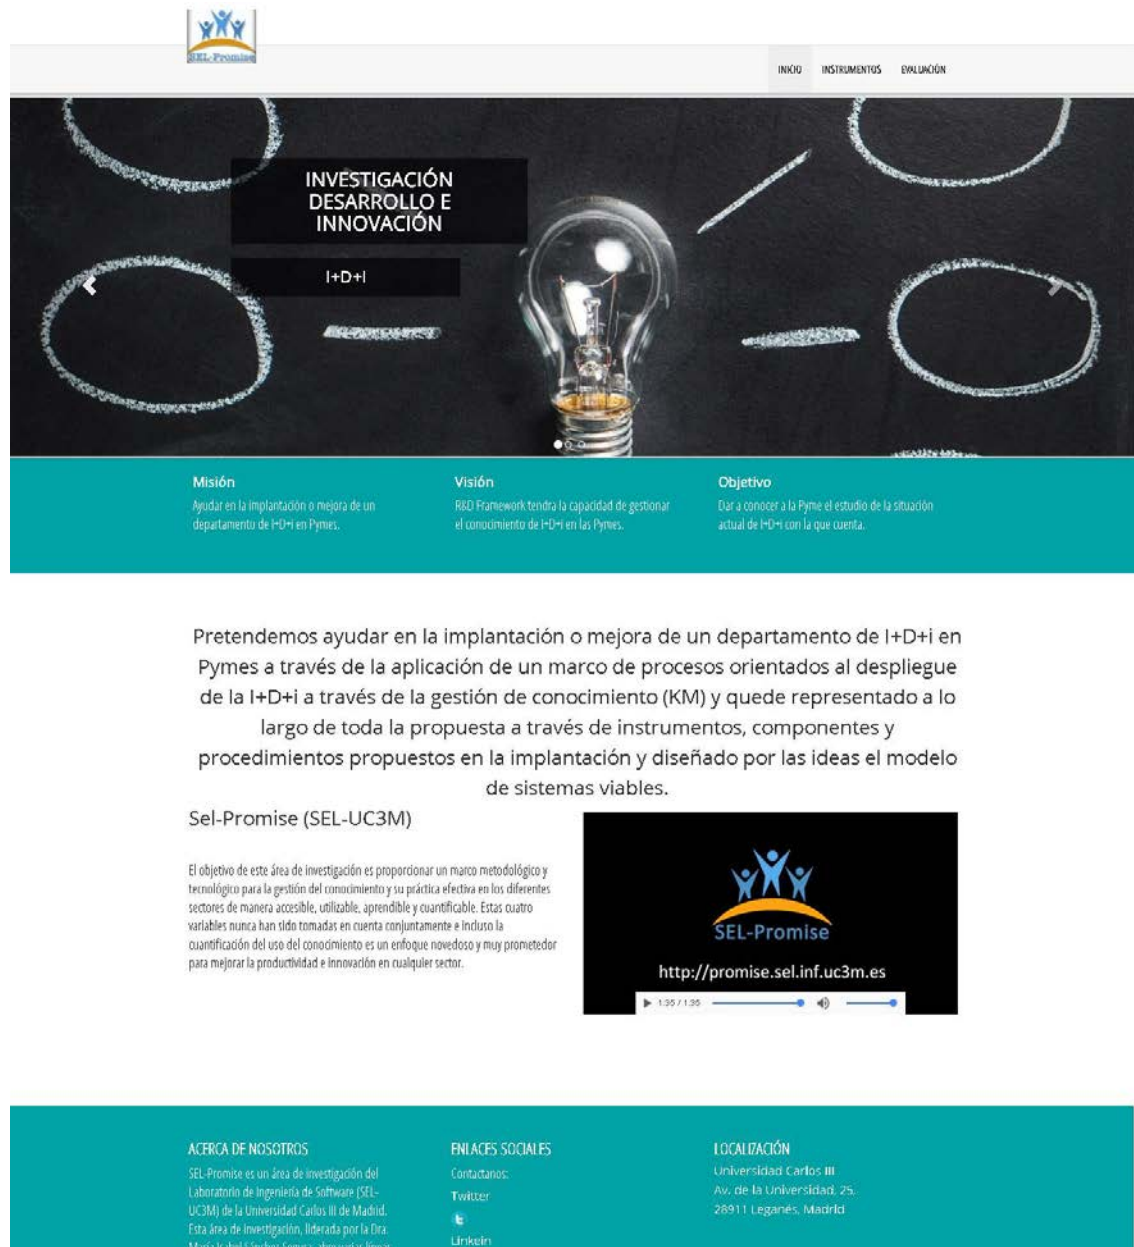 SEL-Promise
INICIO INSTRUMENTOS EVALUACIÓN
INVESTIGACIÓN
DESARROLLO E
INNOVACIÓN
I+D+I
Misión
Ayudar en la implantación o mejora de un
departamento de I+D+i en Pymes.
Visión
R&D Framework tendra la capacidad de gestionar
el conocimiento de I+D+i en las Pymes.
Objetivo
Dar a conocer a la Pyme el estudio de la situación
actual de I+D+i con la que cuenta.
Pretendemos ayudar en la implantación o mejora de un departamento de I+D+i en
Pymes a través de la aplicación de un marco de procesos orientados al despliegue
de la I+D+i a través de la gestión de conocimiento (KM) y quede representado a lo
largo de toda la propuesta a través de instrumentos, componentes y
procedimientos propuestos en la implantación y diseñado por las ideas el modelo
de sistemas viables.
Sel-Promise (SEL-UC3M)
El objetivo de este área de investigación es proporcionar un marco metodológico y
tecnológico para la gestión del conocimiento y su práctica efectiva en los diferentes
sectores de manera accesible, utilizable, aprendible y cuantificable. Estas cuatro
variables nunca han sido tomadas en cuenta conjuntamente e incluso la
cuantificación del uso del conocimiento es un enfoque novedoso y muy prometedor
para mejorar la productividad e innovación en cualquier sector.
SEL-Promise
http://promise.sel.inf.uc3m.es
1:35 / 1:35
ACERCA DE NOSOTROS
SEL-Promise es un área de investigación del
Laboratorio de Ingeniería de Software (SEL-
UC3M) de la Universidad Carlos III de Madrid.
Esta área de investigación, liderada por la Dra.
ENLACES SOCIALES
Contactanos:
Twitter
Linkein
LOCALIZACIÓN
Universidad Carlos III
Av. de la Universidad, 25,
28911 Leganés, Madrid